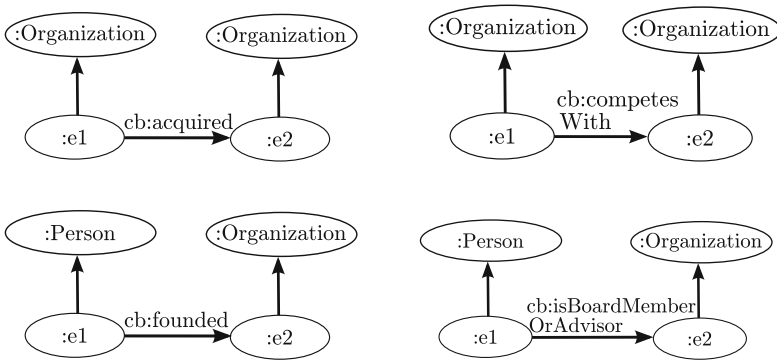 :Organization
:Organization
cb:acquired
:e1
:e2
:Organization
:Organization
cb:competes
With
:e1
:e2
:Person
:Organization
cb:founded
:e1
:e2
:Person
:Organization
cb:isBoardMember
OrAdvisor
:e1
:e2